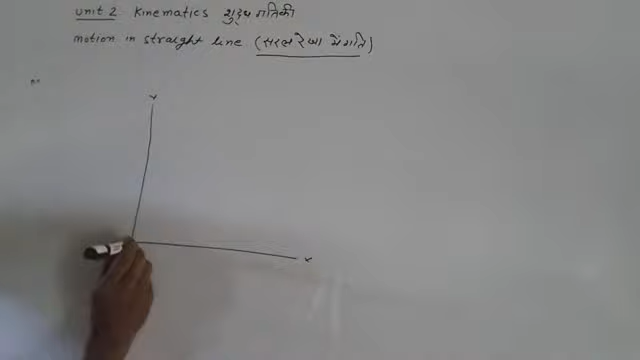 unit 2 Kinematics शुद्ध गतिकी
motion in straight line (सरल रेखा में गति)
Y
X